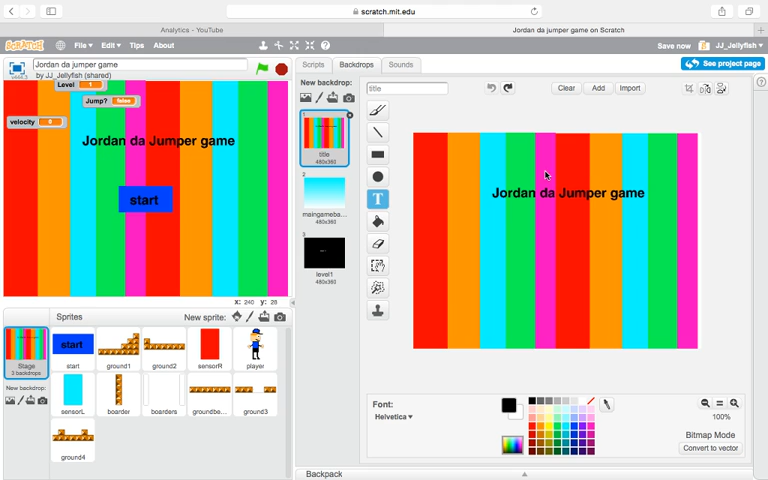 scratch.mit.edu
Analytics - YouTube
Jordan da jumper game on Scratch
SCRATCH
File▾ Edit▾ Tips About
Save now
JJ_Jellyfish▾
Jordan da jumper game
by JJ_Jellyfish (shared)
Scripts Backdrops Sounds
See project page
Level 1
Jump? false
velocity 0
Jordan da Jumper game
start
New backdrop:
1
title
480x360
2
maingameba...
480x360
3
level1
480x360
title
Clear Add Import
T
Jordan da Jumper game
x: 240 y: 28
Sprites
New sprite:
start
Stage
3 backdrops
New backdrop:
start
ground1
ground2
sensorR
player
sensorL
boarder
boarders
groundbe...
ground3
ground4
Font:
Helvetica▾
100%
Bitmap Mode
Convert to vector
Backpack